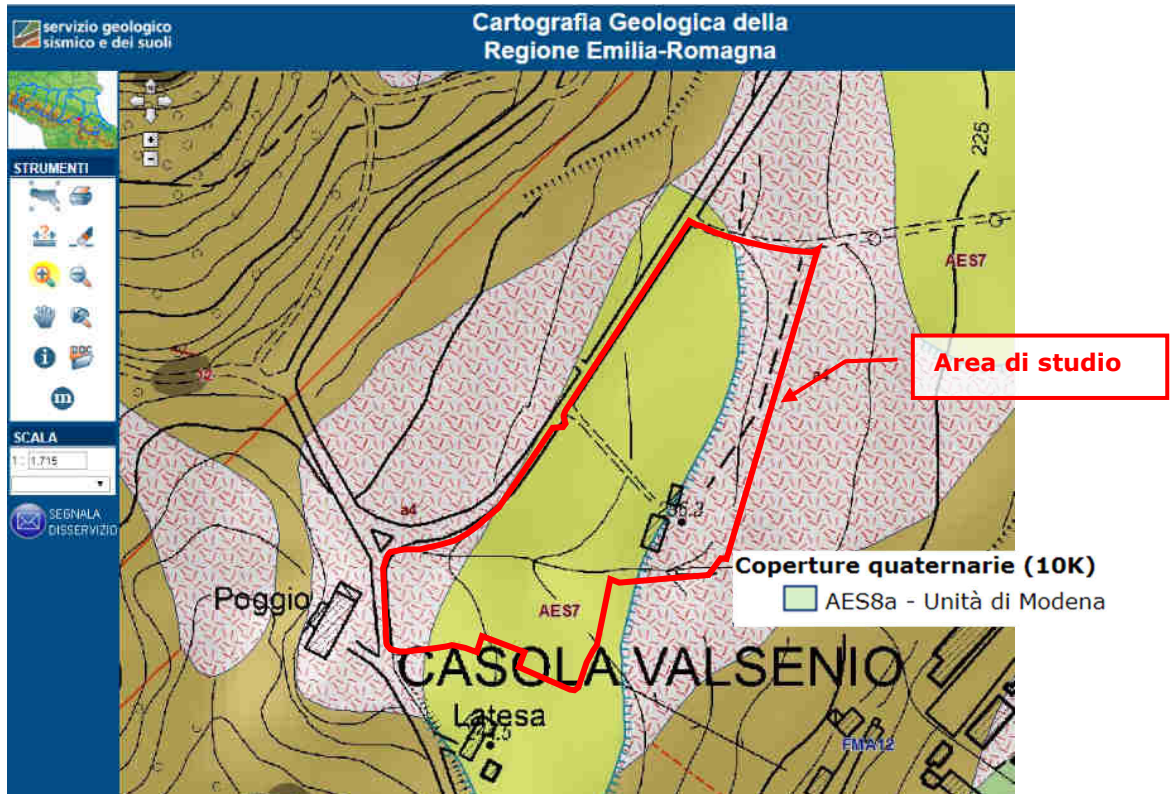 servizio geologico
sismico e dei suoli
Cartografia Geologica della
Regione Emilia-Romagna
STRUMENTI
i
DOC
m
SCALA
1: 1.715
SEGNALA
DISSERVIZIO
225
AES7
Area di studio
a4
a4
Poggio
AES7
CASOLA VALSENIO
Latesa
FMA12
Coperture quaternarie (10K)
AES8a - Unità di Modena